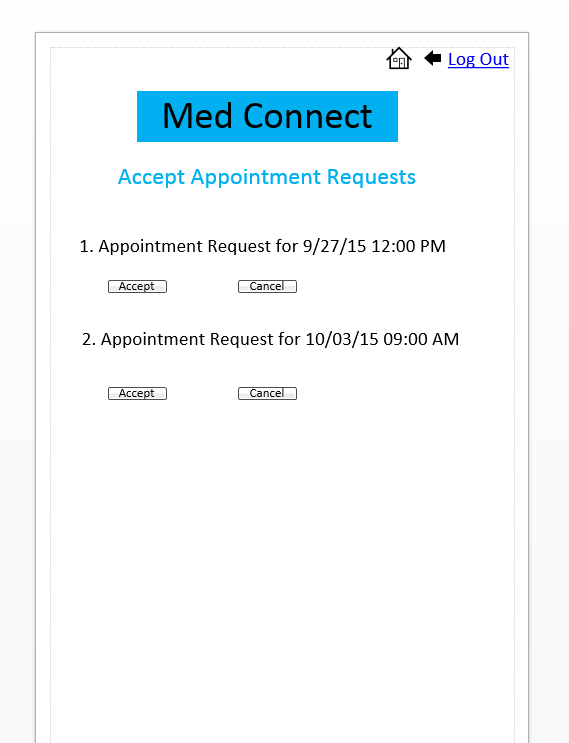 Log Out
Med Connect
Accept Appointment Requests
1. Appointment Request for 9/27/15 12:00 PM
Accept Cancel
2. Appointment Request for 10/03/15 09:00 AM
Accept Cancel